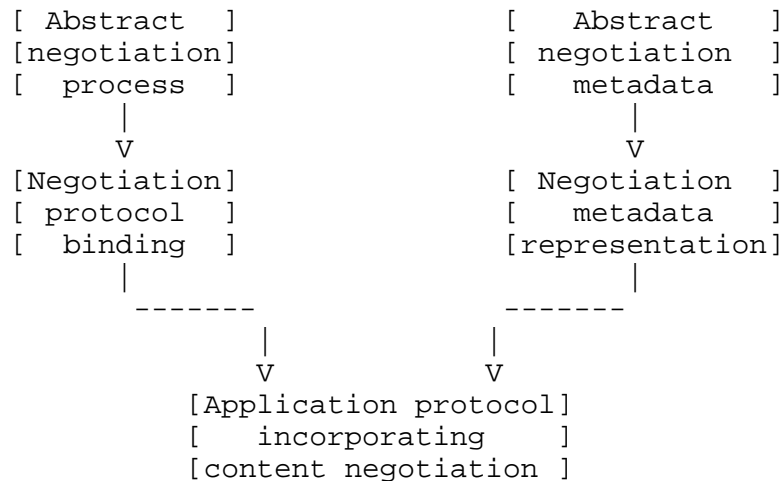 [ Abstract  ]                [   Abstract   ]
[negotiation]                [ negotiation  ]
[  process  ]                [   metadata   ]
      |                             |
      V                             V
[Negotiation]                [ Negotiation  ]
[ protocol  ]                [   metadata   ]
[  binding  ]                [representation]
      |                             |
       -------               -------
              |             |
              V             V
          [Application protocol]
          [   incorporating    ]
          [content negotiation ]